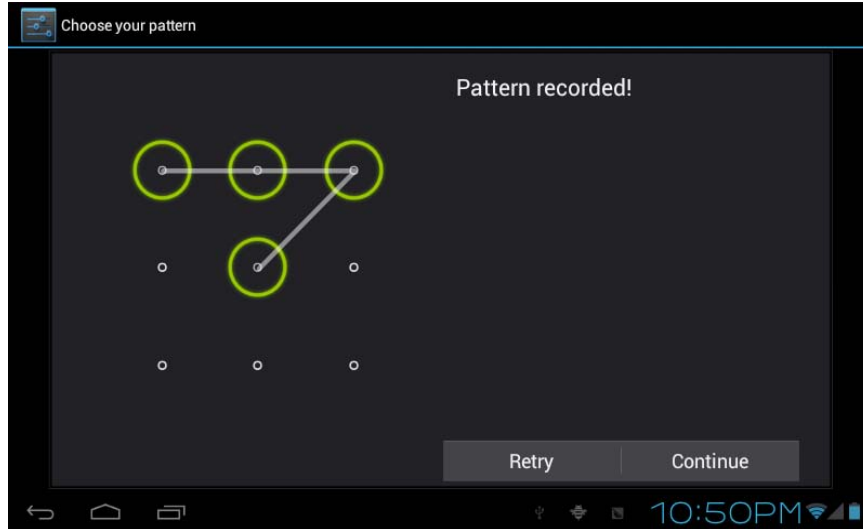 Choose your pattern
Pattern recorded!
Retry
Continue
10:50PM